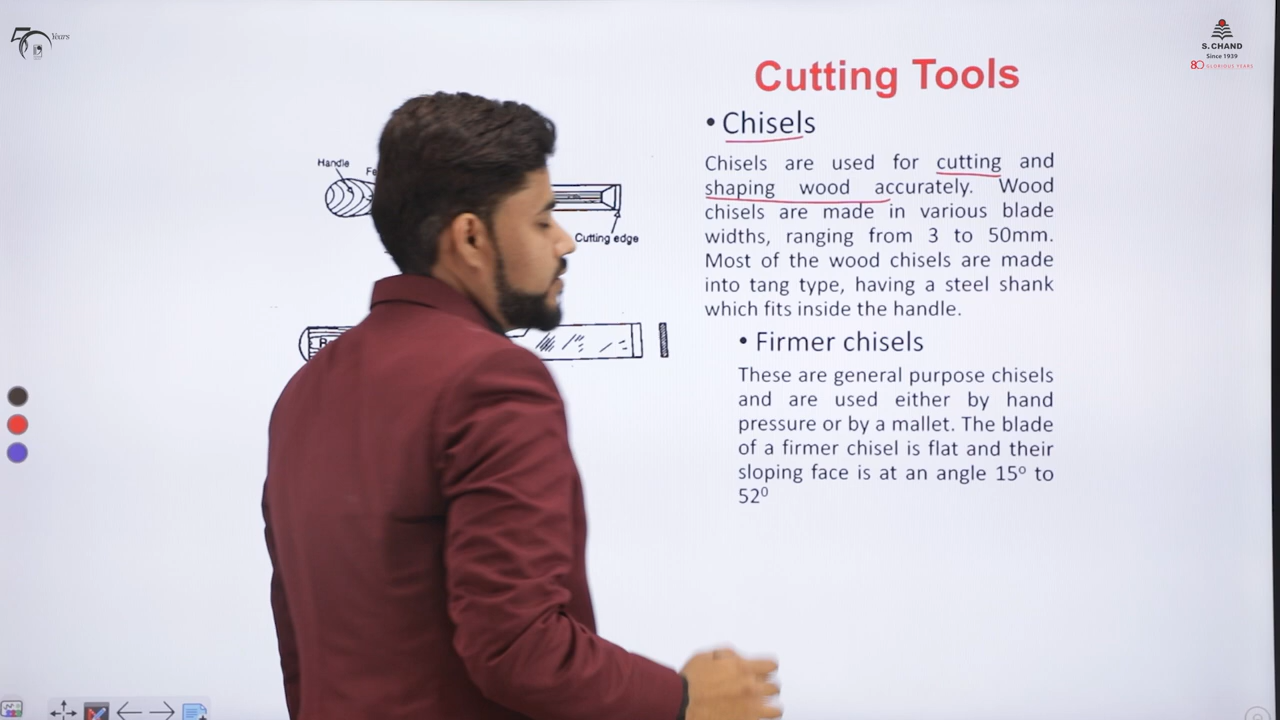 Years
S. CHAND
Since 1939
80 GLORIOUS YEARS
Cutting Tools
• Chisels
Chisels are used for cutting and
shaping wood accurately. Wood
chisels are made in various blade
widths, ranging from 3 to 50mm.
Most of the wood chisels are made
into tang type, having a steel shank
which fits inside the handle.
• Firmer chisels
These are general purpose chisels
and are used either by hand
pressure or by a mallet. The blade
of a firmer chisel is flat and their
sloping face is at an angle 15º to
52⁰
Handle
Cutting edge